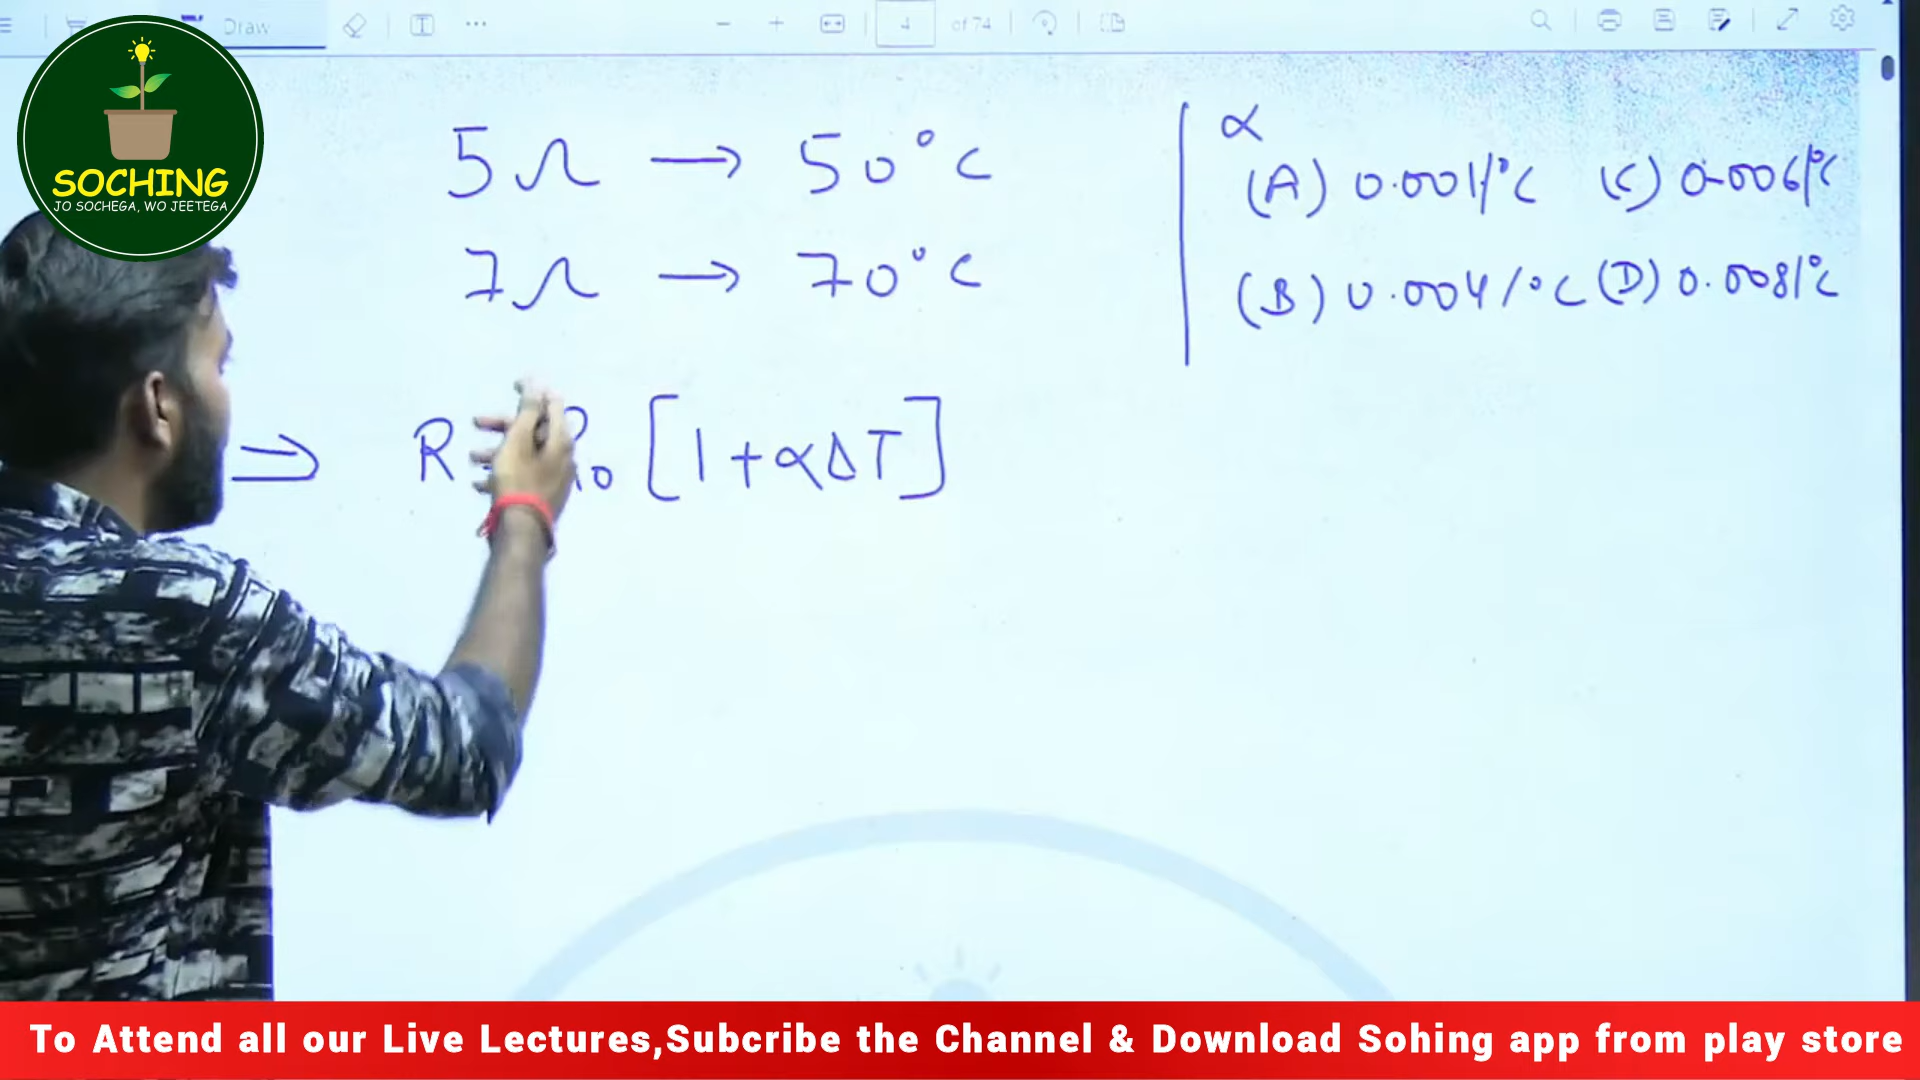 Draw
4 of 74
SOCHING
JO SOCHEGA, WO JEETEGA
5Ω → 50°C
7Ω → 70°C
α
(A) 0.001/°C (C) 0.006/°C
(B) 0.004/°C (D) 0.008/°C
⇒ R = R₀ [1+αΔT]
To Attend all our Live Lectures,Subcribe the Channel & Download Sohing app from play store